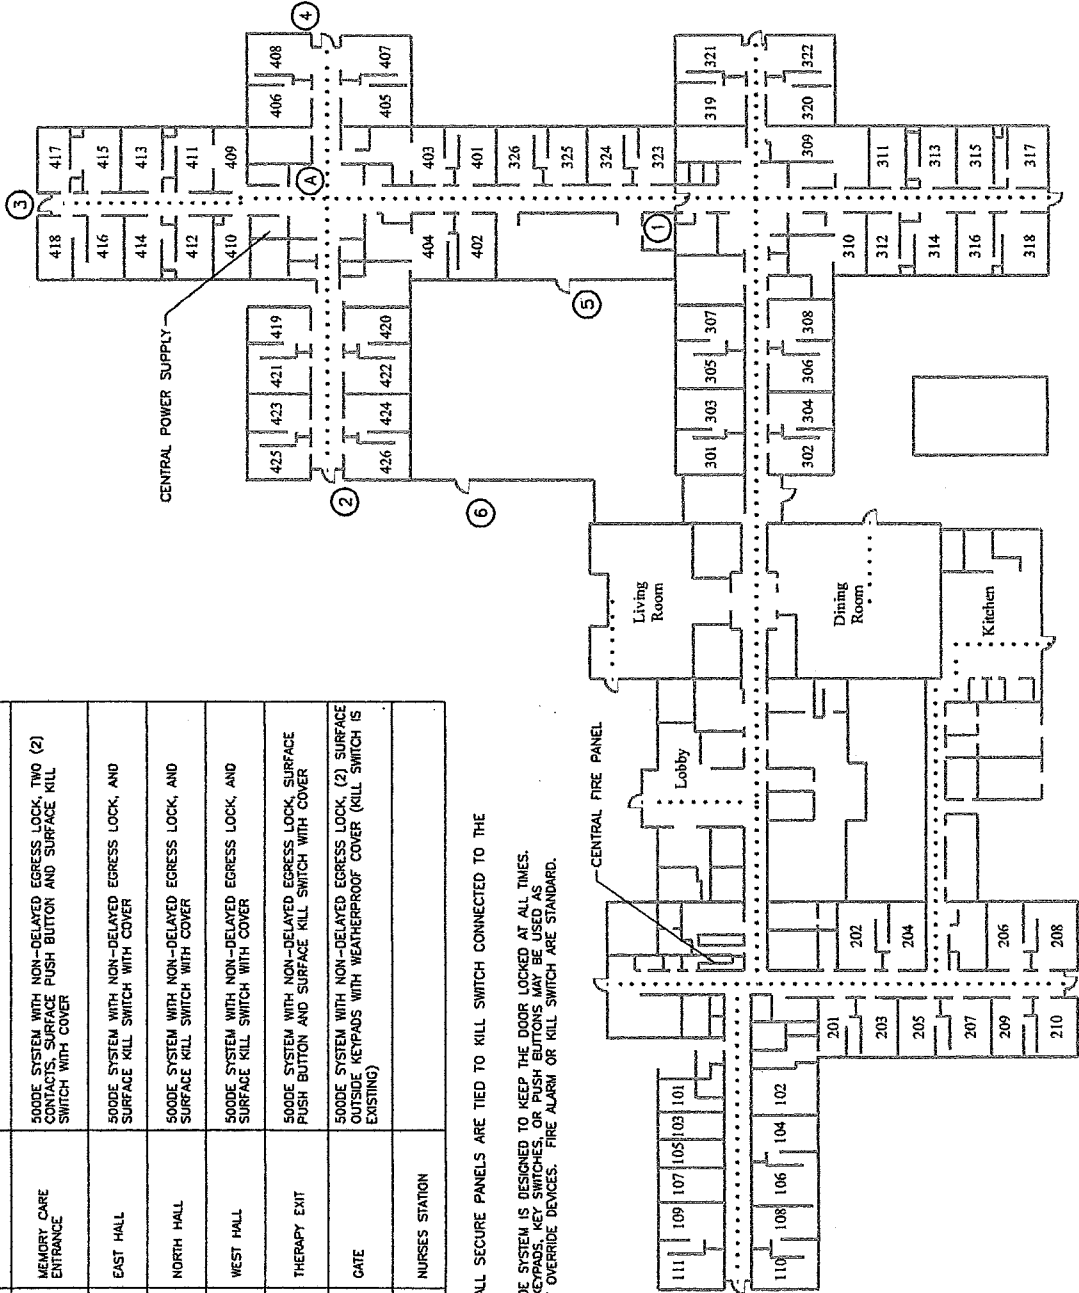 MEMORY CARE
ENTRANCE
500DE SYSTEM WITH NON-DELAYED EGRESS LOCK, TWO (2)
CONTACTS, SURFACE PUSH BUTTON AND SURFACE KILL
SWITCH WITH COVER
EAST HALL
500DE SYSTEM WITH NON-DELAYED EGRESS LOCK, AND
SURFACE KILL SWITCH WITH COVER
NORTH HALL
500DE SYSTEM WITH NON-DELAYED EGRESS LOCK, AND
SURFACE KILL SWITCH WITH COVER
WEST HALL
500DE SYSTEM WITH NON-DELAYED EGRESS LOCK, AND
SURFACE KILL SWITCH WITH COVER
THERAPY EXIT
500DE SYSTEM WITH NON-DELAYED EGRESS LOCK, SURFACE
PUSH BUTTON AND SURFACE KILL SWITCH WITH COVER
GATE
500DE SYSTEM WITH NON-DELAYED EGRESS LOCK, (2) SURFACE
OUTSIDE KEYPADS WITH WEATHERPROOF COVER (KILL SWITCH IS
EXISTING)
NURSES STATION
ALL SECURE PANELS ARE TIED TO KILL SWITCH CONNECTED TO THE
DE SYSTEM IS DESIGNED TO KEEP THE DOOR LOCKED AT ALL TIMES.
KEYPADS, KEY SWITCHES, OR PUSH BUTTONS MAY BE USED AS
OVERRIDE DEVICES. FIRE ALARM OR KILL SWITCH ARE STANDARD.
CENTRAL POWER SUPPLY
CENTRAL FIRE PANEL
3
4
A
2
1
5
6
418
416
414
412
410
417
415
413
411
409
408
406
407
405
403
401
326
325
324
323
404
402
425
423
421
419
426
424
422
420
321
319
322
320
309
311
313
315
317
310
312
314
316
318
301
303
305
307
302
304
306
308
Living
Room
Dining
Room
Kitchen
Lobby
202
204
206
208
201
203
205
207
209
210
111
109
107
105
103
101
110
108
106
104
102